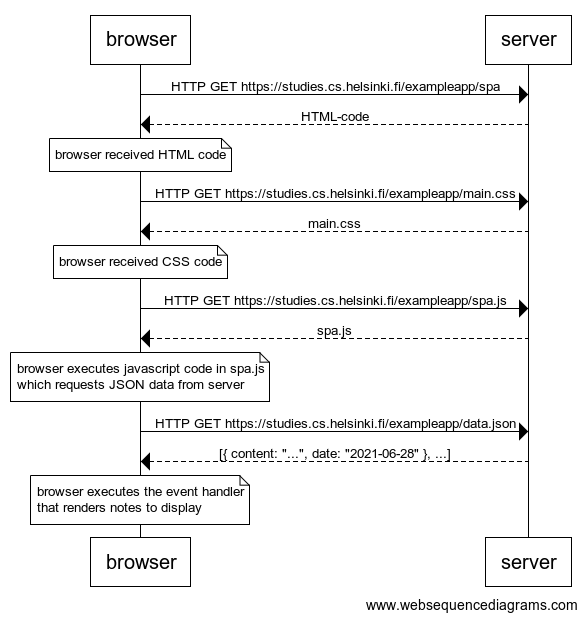 browser
server
HTTP GET https://studies.cs.helsinki.fi/exampleapp/spa
HTML-code
browser received HTML code
HTTP GET https://studies.cs.helsinki.fi/exampleapp/main.css
main.css
browser received CSS code
HTTP GET https://studies.cs.helsinki.fi/exampleapp/spa.js
spa.js
browser executes javascript code in spa.js
which requests JSON data from server
HTTP GET https://studies.cs.helsinki.fi/exampleapp/data.json
[{ content: "...", date: "2021-06-28" }, ...]
browser executes the event handler
that renders notes to display
browser
server
www.websequencediagrams.com